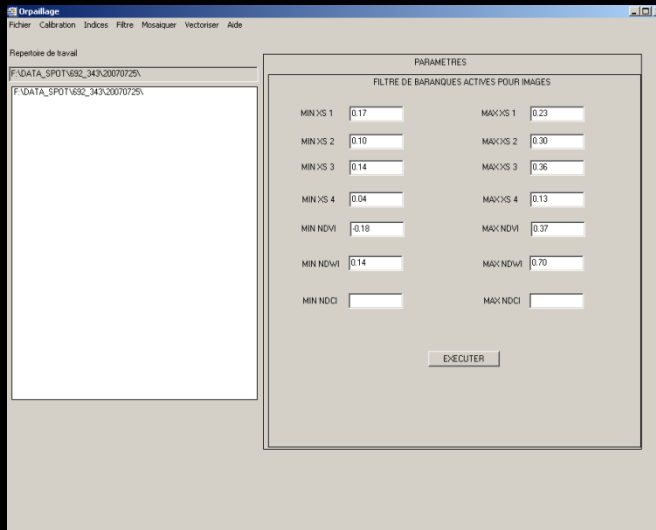 Orpaillage
Fichier Calibration Indices Filtre Mosaiquer Vectoriser Aide
Repertoire de travail
F:\DATA_SPOT\692_343\20070725\
F:\DATA_SPOT\692_343\20070725\
PARAMETRES
FILTRE DE BARANQUES ACTIVES POUR IMAGES
MIN XS 1 0.17 MAX XS 1 0.23
MIN XS 2 0.10 MAX XS 2 0.30
MIN XS 3 0.14 MAX XS 3 0.36
MIN XS 4 0.04 MAX XS 4 0.13
MIN NDVI -0.18 MAX NDVI 0.37
MIN NDWI 0.14 MAX NDWI 0.70
MIN NDCI MAX NDCI
EXECUTER